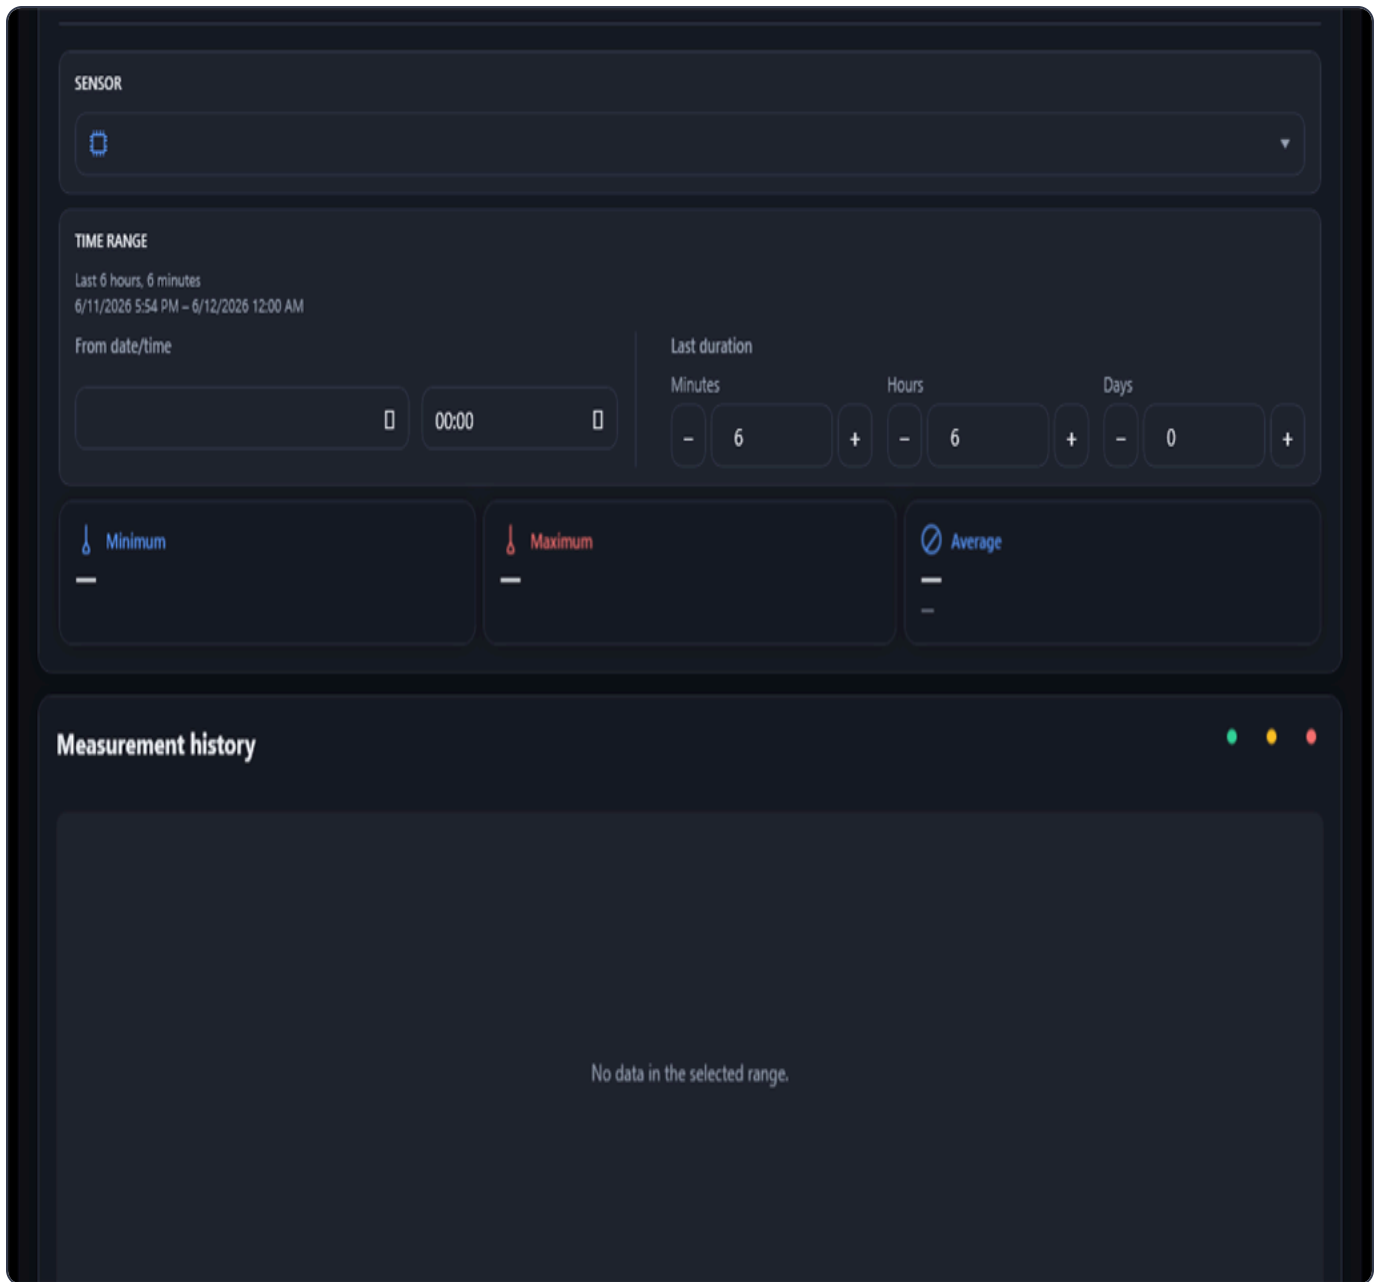 SENSOR
TIME RANGE
Last 6 hours, 6 minutes
6/11/2026 5:54 PM – 6/12/2026 12:00 AM
From date/time
00:00
Last duration
Minutes
Hours
Days
– 6 +
– 6 +
– 0 +
Minimum
—
Maximum
—
Average
—
—
Measurement history
No data in the selected range.